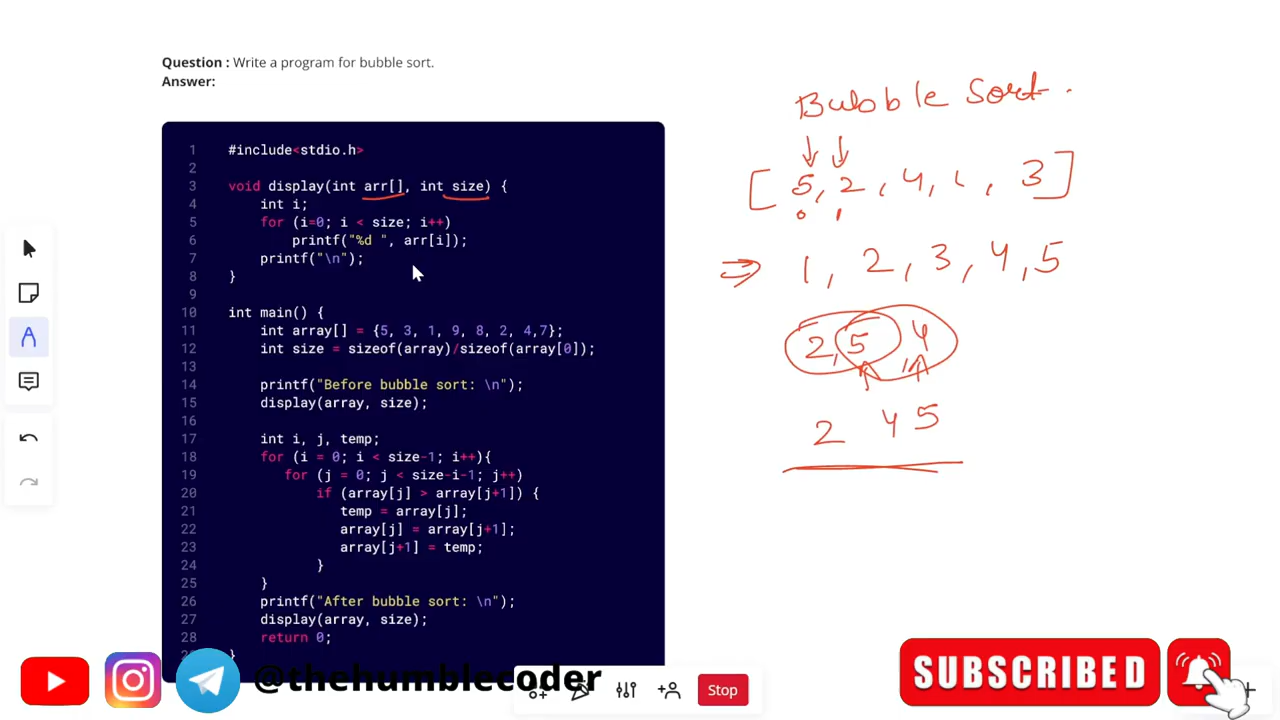 Question : Write a program for bubble sort.
Answer:
1 #include<stdio.h>
2
3 void display(int arr[], int size) {
4 int i;
5 for (i=0; i < size; i++)
6 printf("%d ", arr[i]);
7 printf("\n");
8 }
9
10 int main() {
11 int array[] = {5, 3, 1, 9, 8, 2, 4,7};
12 int size = sizeof(array)/sizeof(array[0]);
13
14 printf("Before bubble sort: \n");
15 display(array, size);
16
17 int i, j, temp;
18 for (i = 0; i < size-1; i++){
19 for (j = 0; j < size-i-1; j++)
20 if (array[j] > array[j+1]) {
21 temp = array[j];
22 array[j] = array[j+1];
23 array[j+1] = temp;
24 }
25 }
26 printf("After bubble sort: \n");
27 display(array, size);
28 return 0;
}
Bubble Sort.
[5, 2, 4, 1, 3]
0 1
⇒ 1, 2, 3, 4, 5
2, 5, 4
2 4 5
@thehumblecoder
Stop
SUBSCRIBED